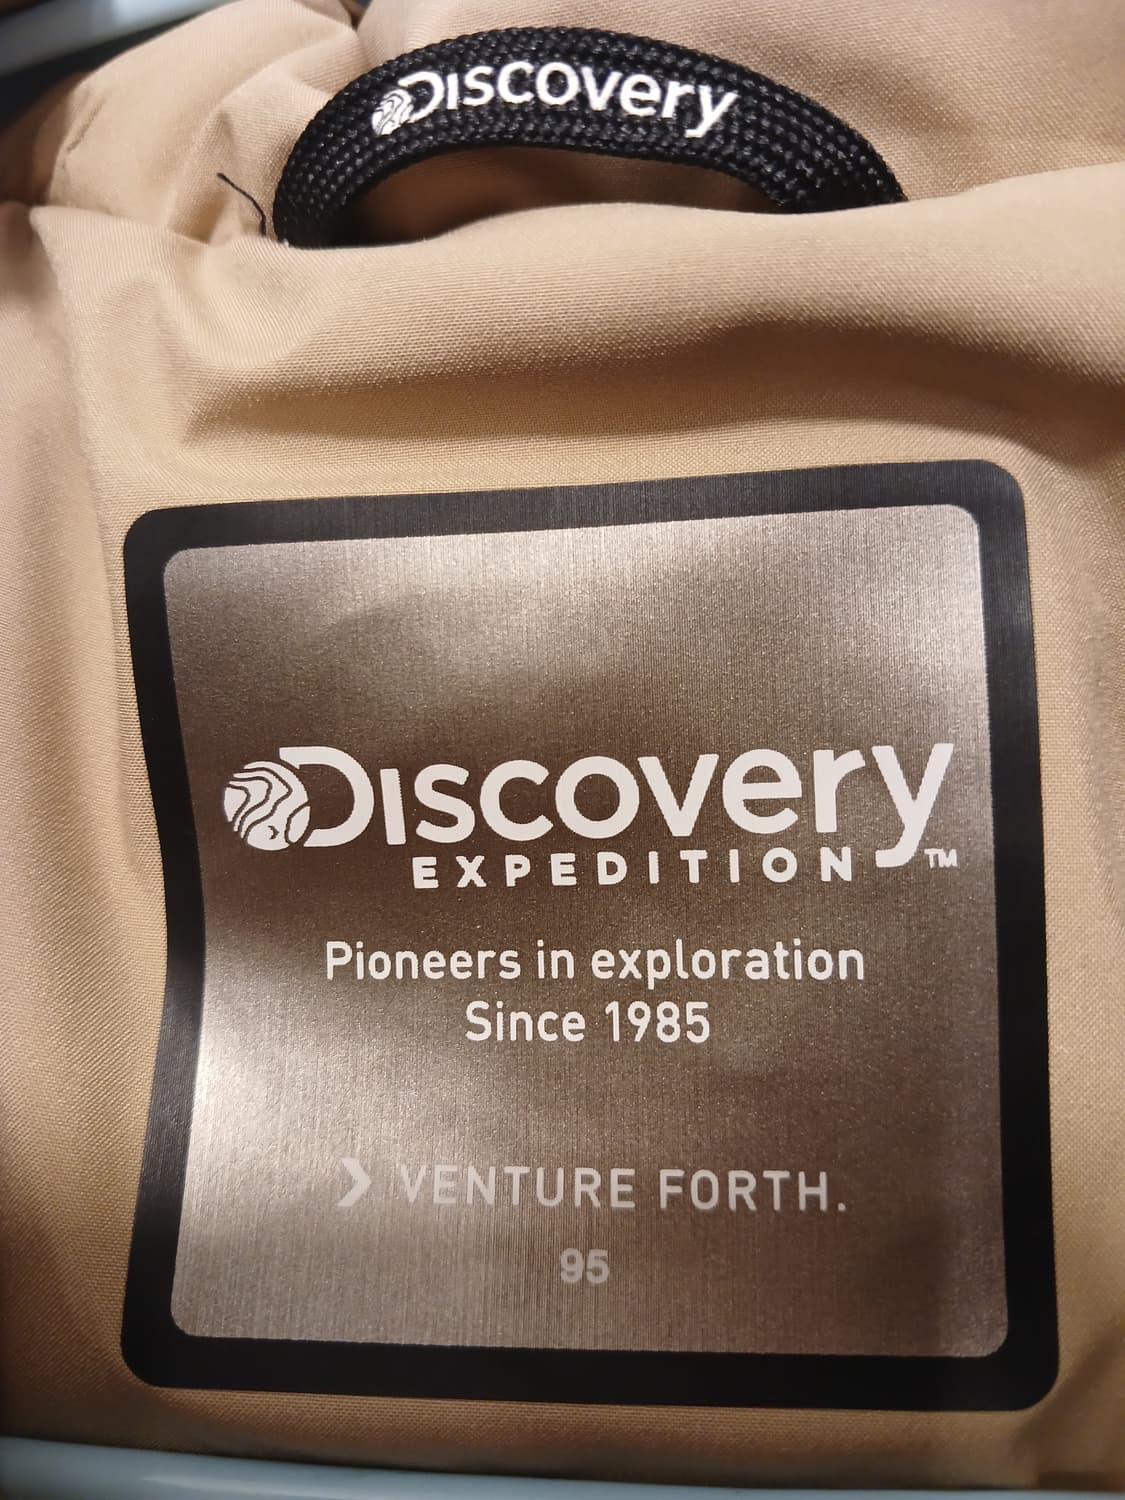 DIscovery
DIscovery
EXPEDITION™
Pioneers in exploration
Since 1985
❯ VENTURE FORTH.
95